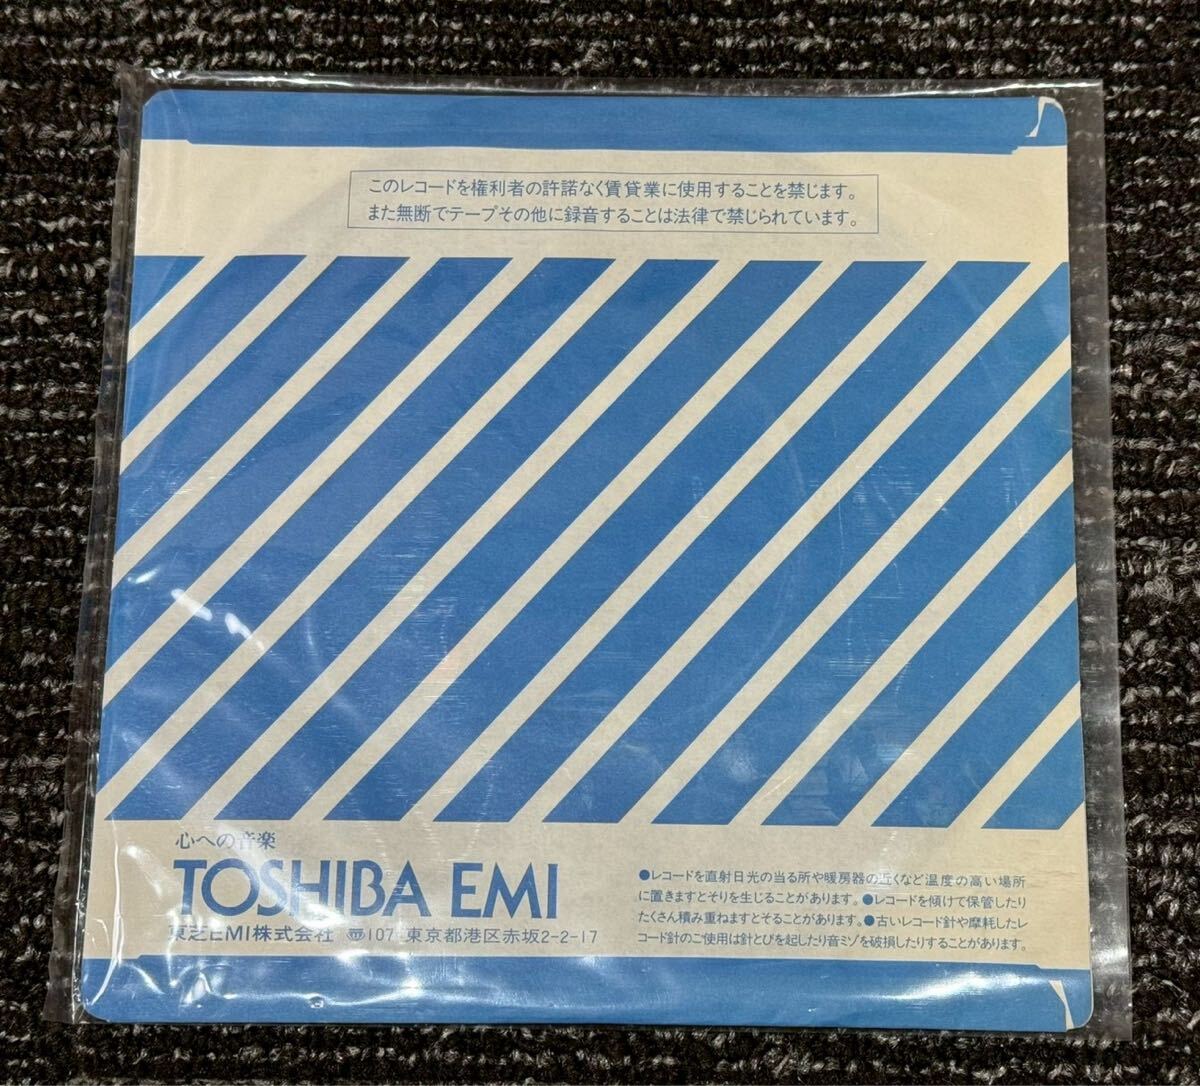 このレコードを権利者の許諾なく賃貸業に使用することを禁じます。
また無断でテープその他に録音することは法律で禁じられています。
心への音楽
TOSHIBA EMI
東芝EMI株式会社 〠107 東京都港区赤坂2-2-17
●レコードを直射日光の当る所や暖房器の近くなど温度の高い場所
に置きますとそりを生じることがあります。●レコードを傾けて保管したり
たくさん積み重ねますとそることがあります。●古いレコード針や摩耗したレ
コード針のご使用は針とびを起したり音ミゾを破損したりすることがあります。